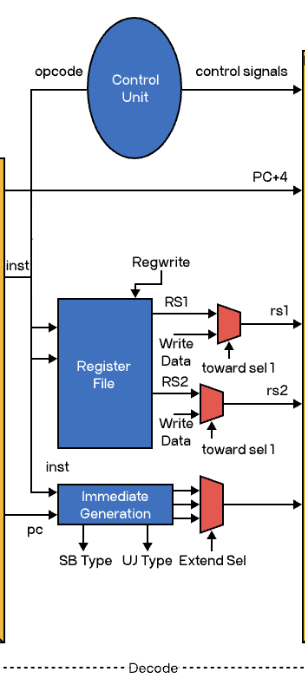 opcode
Control
Unit
control signals
PC+4
inst
Regwrite
RS1
rs1
Register
File
Write
Data
toward sel 1
RS2
rs2
Write
Data
toward sel 1
inst
Immediate
Generation
pc
SB Type
UJ Type
Extend Sel
Decode